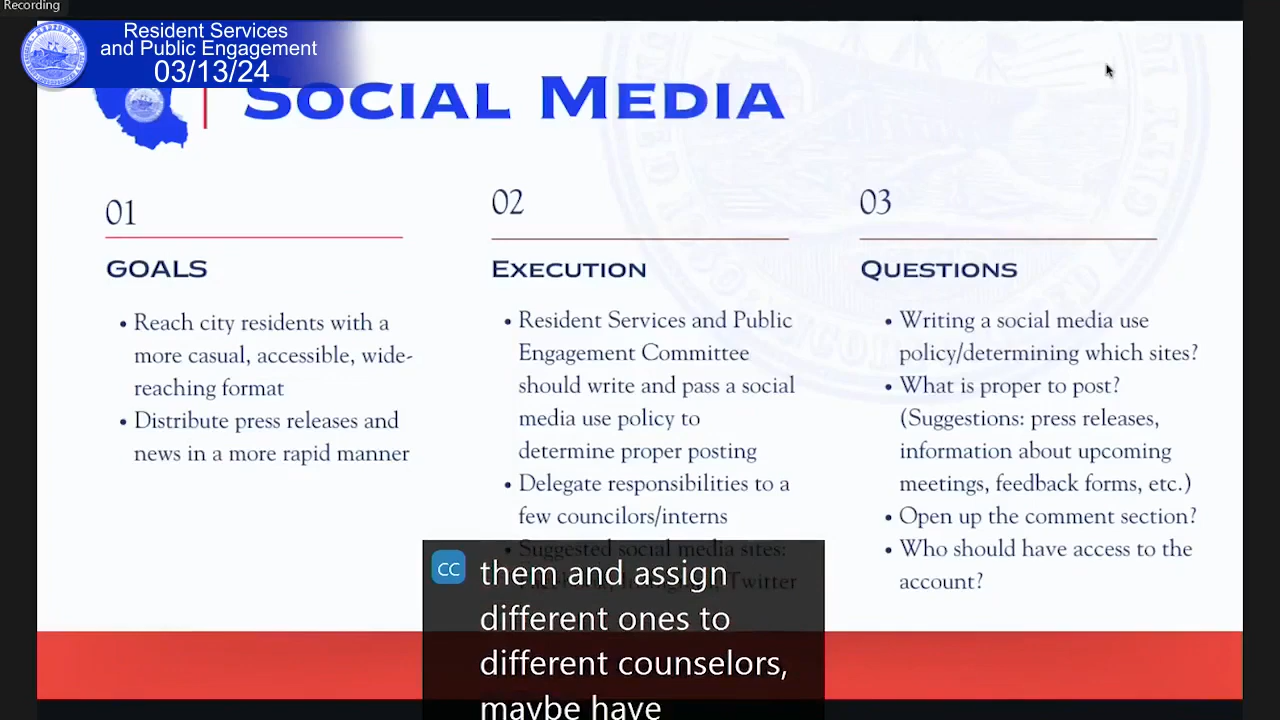 Recording
Resident Services
and Public Engagement
03/13/24
SOCIAL MEDIA
01
GOALS
• Reach city residents with a
more casual, accessible, wide-
reaching format
• Distribute press releases and
news in a more rapid manner
02
EXECUTION
• Resident Services and Public
Engagement Committee
should write and pass a social
media use policy to
determine proper posting
• Delegate responsibilities to a
few councilors/interns
• Suggested social media sites:
Twitter
03
QUESTIONS
• Writing a social media use
policy/determining which sites?
• What is proper to post?
(Suggestions: press releases,
information about upcoming
meetings, feedback forms, etc.)
• Open up the comment section?
• Who should have access to the
account?
CC
them and assign
different ones to
different counselors,
maybe have